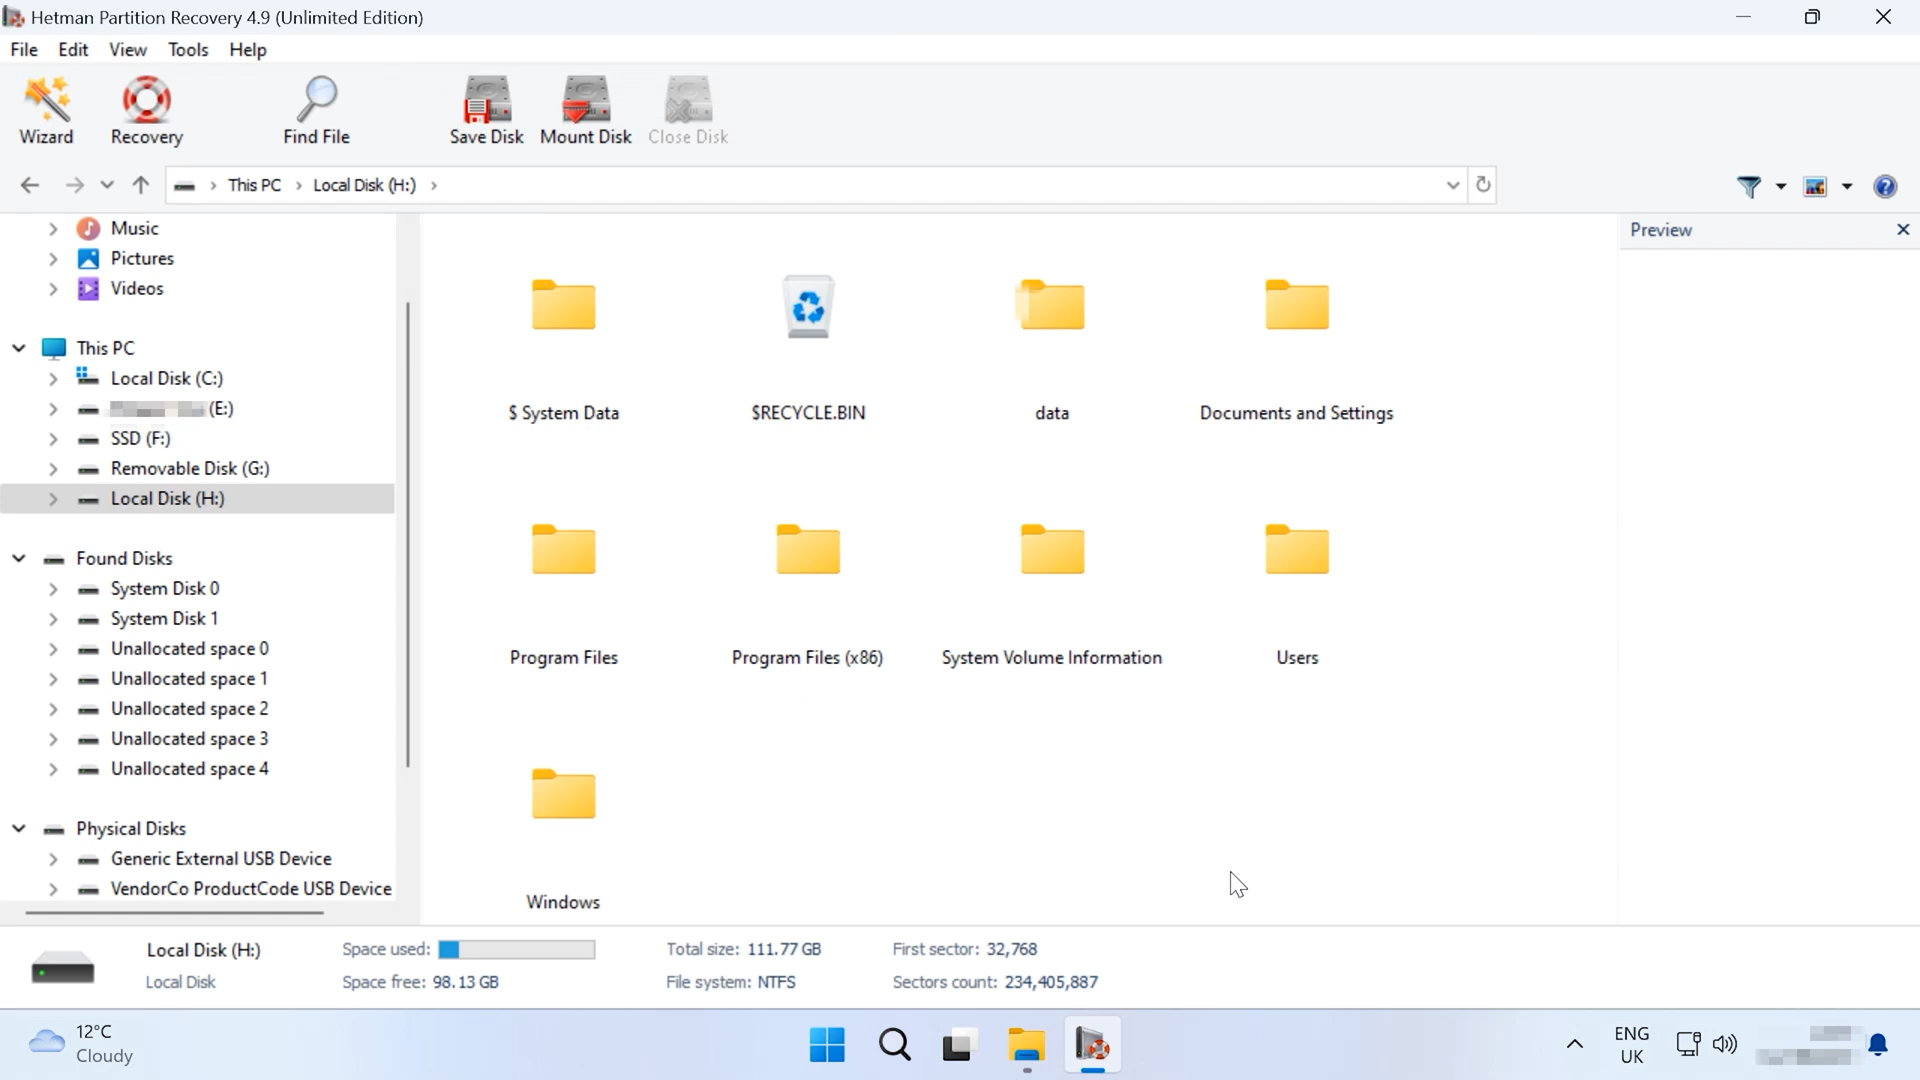 Hetman Partition Recovery 4.9 (Unlimited Edition)
File Edit View Tools Help
Wizard Recovery Find File Save Disk Mount Disk Close Disk
This PC Local Disk (H:)
Music
Pictures
Videos
This PC
Local Disk (C:)
(E:)
SSD (F:)
Removable Disk (G:)
Local Disk (H:)
Found Disks
System Disk 0
System Disk 1
Unallocated space 0
Unallocated space 1
Unallocated space 2
Unallocated space 3
Unallocated space 4
Physical Disks
Generic External USB Device
VendorCo ProductCode USB Device
$ System Data $RECYCLE.BIN data Documents and Settings
Program Files Program Files (x86) System Volume Information Users
Windows
Preview
Local Disk (H:) Space used: Total size: 111.77 GB First sector: 32,768
Local Disk Space free: 98.13 GB File system: NTFS Sectors count: 234,405,887
12°C
Cloudy
ENG
UK